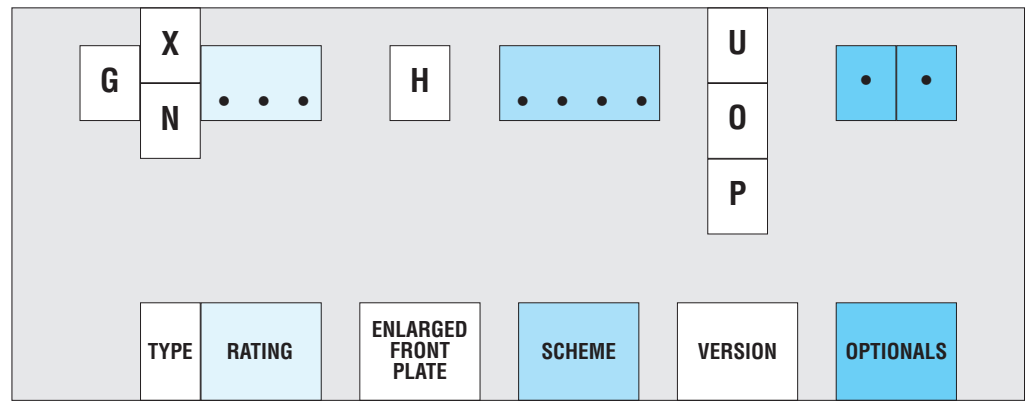 X
U
G
H
N
O
P
TYPE
RATING
ENLARGED
FRONT
PLATE
SCHEME
VERSION
OPTIONALS